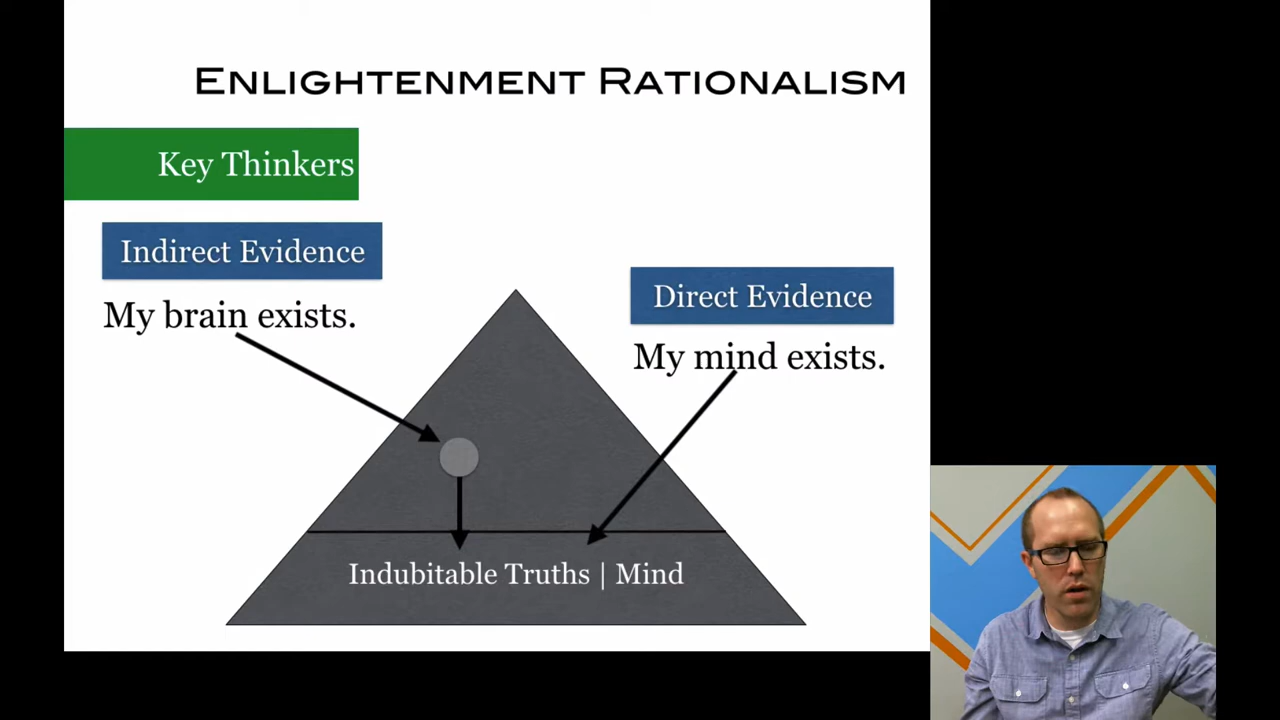 ENLIGHTENMENT RATIONALISM
Key Thinkers
Indirect Evidence
My brain exists.
Direct Evidence
My mind exists.
Indubitable Truths | Mind